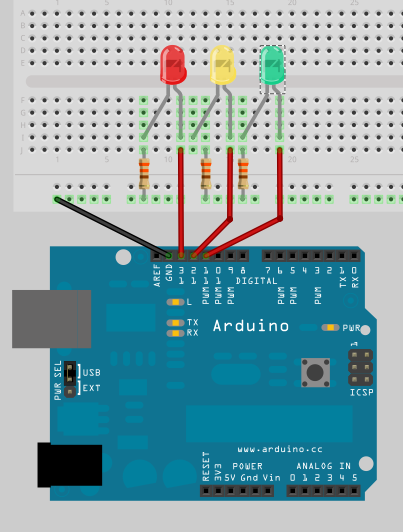 1 5 10 15 20 25
A
B
C
D
E
F
G
H
I
J
1 5 10 15 20 25
AREF
GND
13
12
PWM 11
PWM 10
PWM 9
8
7
PWM 6
PWM 5
4
PWM 3
2
TX 1
RX 0
DIGITAL
L
TX
RX
Arduino
PWR
1
ICSP
PWR SEL
USB
EXT
www.arduino.cc
RESET
3V3
POWER
5V Gnd Vin
ANALOG IN
0 1 2 3 4 5